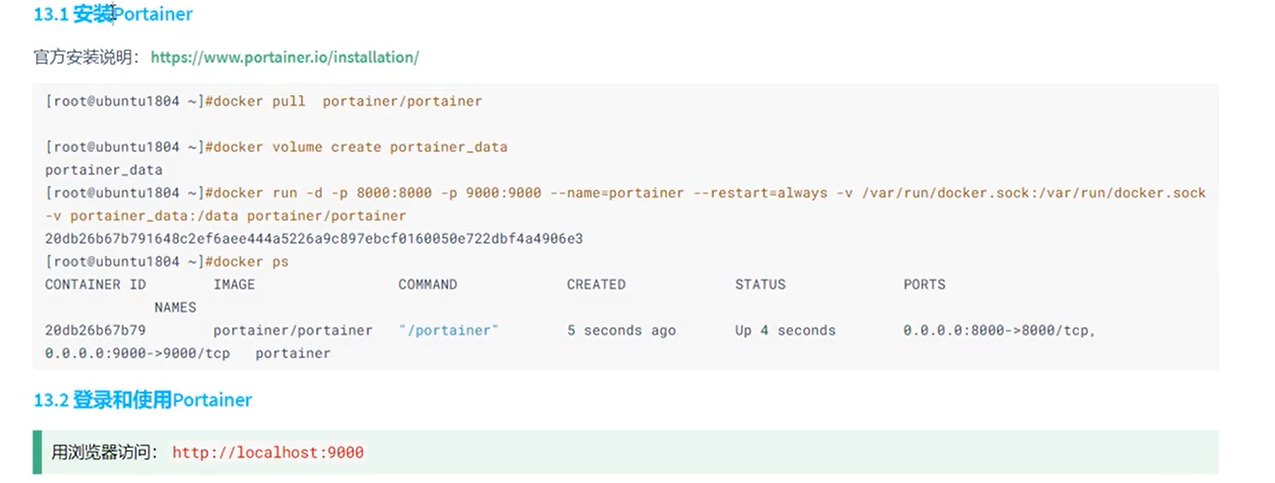 13.1 安装Portainer
官方安装说明：https://www.portainer.io/installation/
[root@ubuntu1804 ~]#docker pull  portainer/portainer
[root@ubuntu1804 ~]#docker volume create portainer_data
portainer_data
[root@ubuntu1804 ~]#docker run -d -p 8000:8000 -p 9000:9000 --name=portainer --restart=always -v /var/run/docker.sock:/var/run/docker.sock
-v portainer_data:/data portainer/portainer
20db26b67b791648c2ef6aee444a5226a9c897ebcf0160050e722dbf4a4906e3
[root@ubuntu1804 ~]#docker ps
CONTAINER ID        IMAGE                 COMMAND             CREATED             STATUS              PORTS
NAMES
20db26b67b79        portainer/portainer   "/portainer"        5 seconds ago       Up 4 seconds        0.0.0.0:8000->8000/tcp,
0.0.0.0:9000->9000/tcp   portainer
13.2 登录和使用Portainer
用浏览器访问： http://localhost:9000